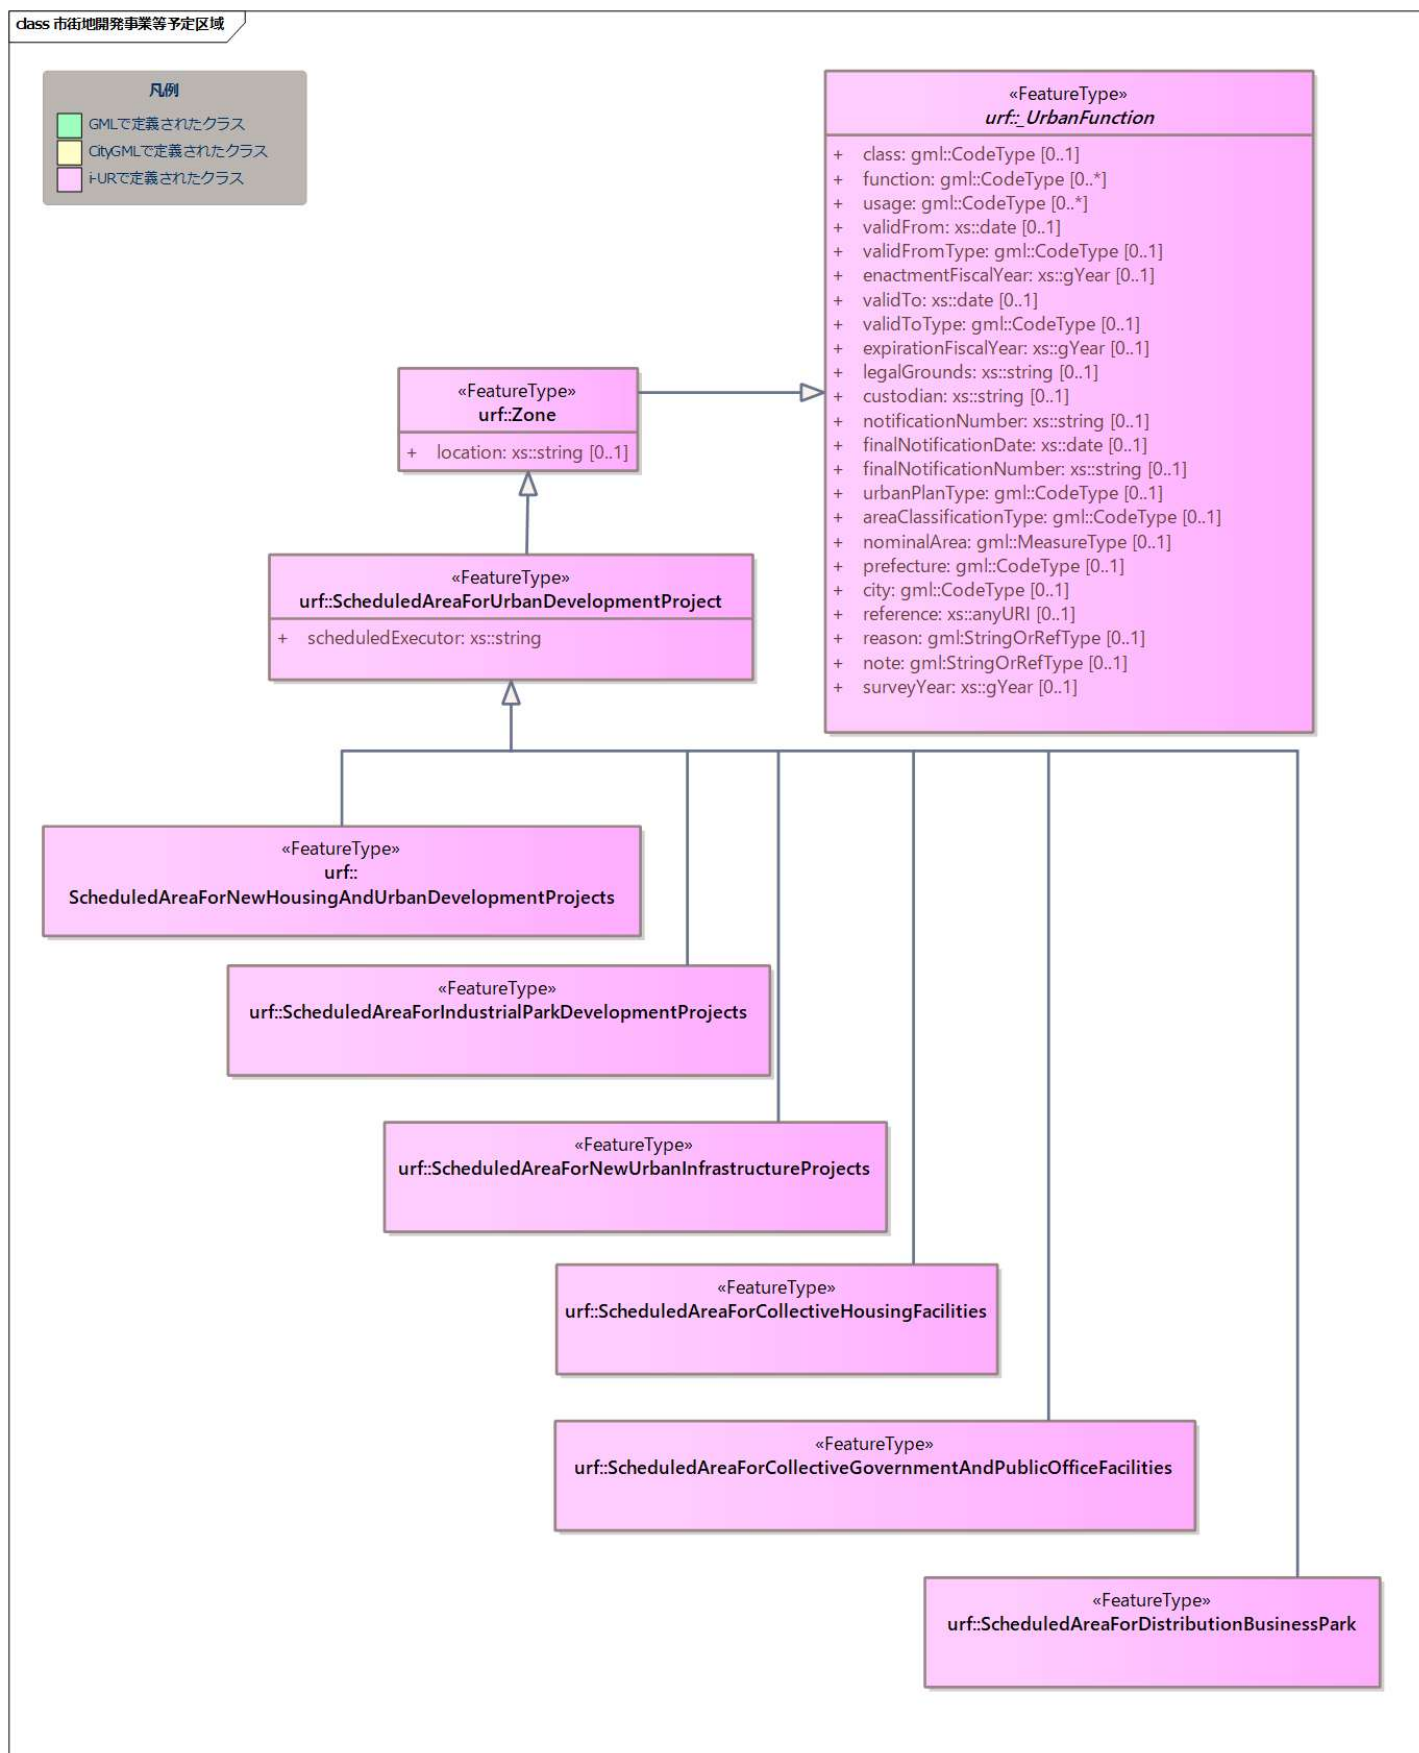 class 市街地開発事業等予定区域
凡例
GMLで定義されたクラス
CityGMLで定義されたクラス
i-URで定義されたクラス
«FeatureType»
urf::_UrbanFunction
+ class: gml::CodeType [0..1]
+ function: gml::CodeType [0..*]
+ usage: gml::CodeType [0..*]
+ validFrom: xs::date [0..1]
+ validFromType: gml::CodeType [0..1]
+ enactmentFiscalYear: xs::gYear [0..1]
+ validTo: xs::date [0..1]
+ validToType: gml::CodeType [0..1]
+ expirationFiscalYear: xs::gYear [0..1]
+ legalGrounds: xs::string [0..1]
+ custodian: xs::string [0..1]
+ notificationNumber: xs::string [0..1]
+ finalNotificationDate: xs::date [0..1]
+ finalNotificationNumber: xs::string [0..1]
+ urbanPlanType: gml::CodeType [0..1]
+ areaClassificationType: gml::CodeType [0..1]
+ nominalArea: gml::MeasureType [0..1]
+ prefecture: gml::CodeType [0..1]
+ city: gml::CodeType [0..1]
+ reference: xs::anyURI [0..1]
+ reason: gml:StringOrRefType [0..1]
+ note: gml:StringOrRefType [0..1]
+ surveyYear: xs::gYear [0..1]
«FeatureType»
urf::Zone
+ location: xs::string [0..1]
«FeatureType»
urf::ScheduledAreaForUrbanDevelopmentProject
+ scheduledExecutor: xs::string
«FeatureType»
urf::
ScheduledAreaForNewHousingAndUrbanDevelopmentProjects
«FeatureType»
urf::ScheduledAreaForIndustrialParkDevelopmentProjects
«FeatureType»
urf::ScheduledAreaForNewUrbanInfrastructureProjects
«FeatureType»
urf::ScheduledAreaForCollectiveHousingFacilities
«FeatureType»
urf::ScheduledAreaForCollectiveGovernmentAndPublicOfficeFacilities
«FeatureType»
urf::ScheduledAreaForDistributionBusinessPark